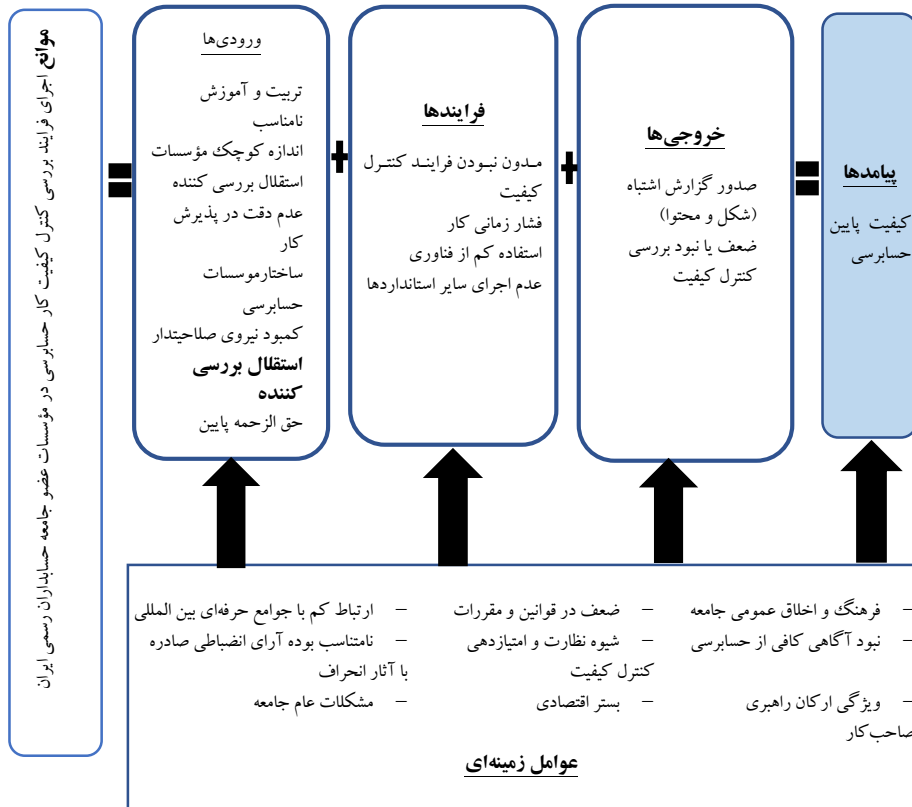 موانع اجرای فرایند بررسی کنترل کیفیت کار حسابرسی در مؤسسات عضو جامعه حسابداران رسمی ایران
ورودی‌ها
تربیت و آموزش
نامناسب
اندازه کوچک مؤسسات
استقلال بررسی کننده
عدم دقت در پذیرش
کار
ساختارموسسات
حسابرسی
کمبود نیروی صلاحیتدار
استقلال بررسی
کننده
حق الزحمه پایین
+
فرایندها
مدون نبودن فرایند کنترل
کیفیت
فشار زمانی کار
استفاده کم از فناوری
عدم اجرای سایر استانداردها
+
خروجی‌ها
صدور گزارش اشتباه
(شکل و محتوا)
ضعف یا نبود بررسی
کنترل کیفیت
=
پیامدها
کیفیت پایین
حسابرسی
=
– فرهنگ و اخلاق عمومی جامعه
– نبود آگاهی کافی از حسابرسی
– ویژگی ارکان راهبری
صاحب‌کار
– ضعف در قوانین و مقررات
– شیوه نظارت و امتیازدهی
کنترل کیفیت
– بستر اقتصادی
– ارتباط کم با جوامع حرفه‌ای بین المللی
– نامتناسب بوده آرای انضباطی صادره
با آثار انحراف
– مشکلات عام جامعه
عوامل زمینه‌ای